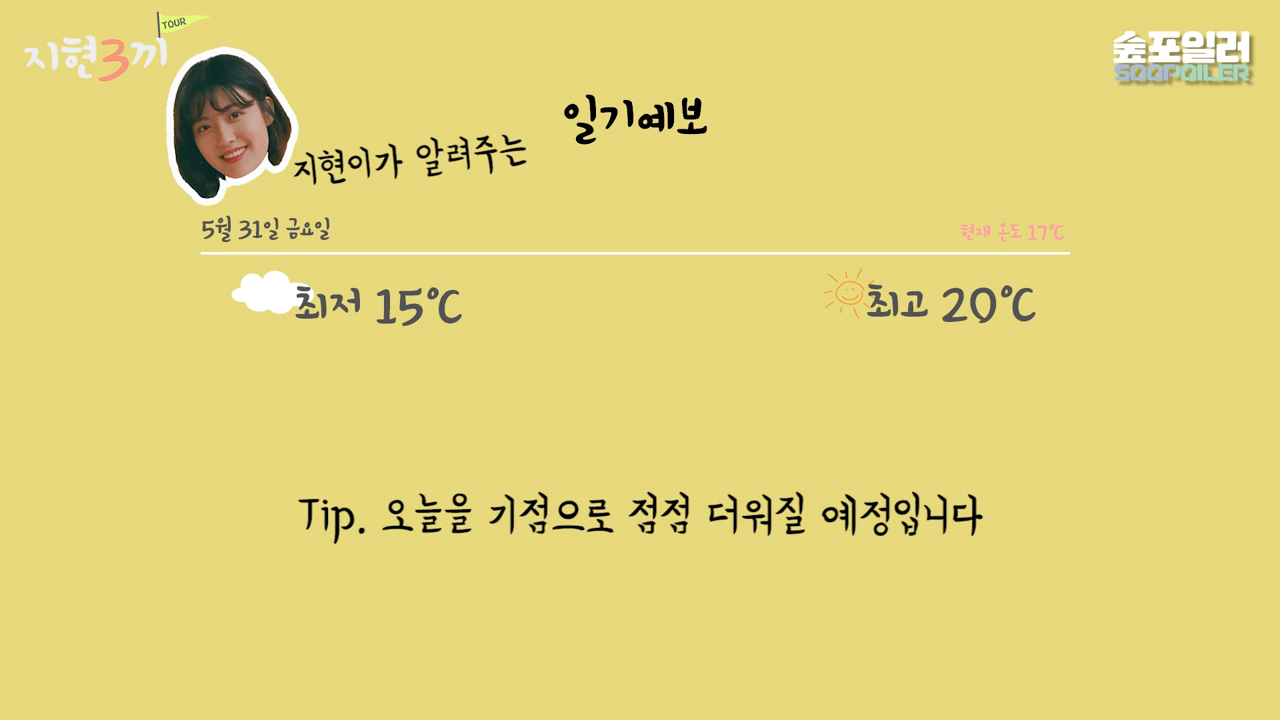 TOUR
지현3끼
숲포일러
SOOPOILER
일기예보
지현이가 알려주는
5월 31일 금요일
현재 온도 17℃
최저 15℃
최고 20℃
Tip. 오늘을 기점으로 점점 더워질 예정입니다